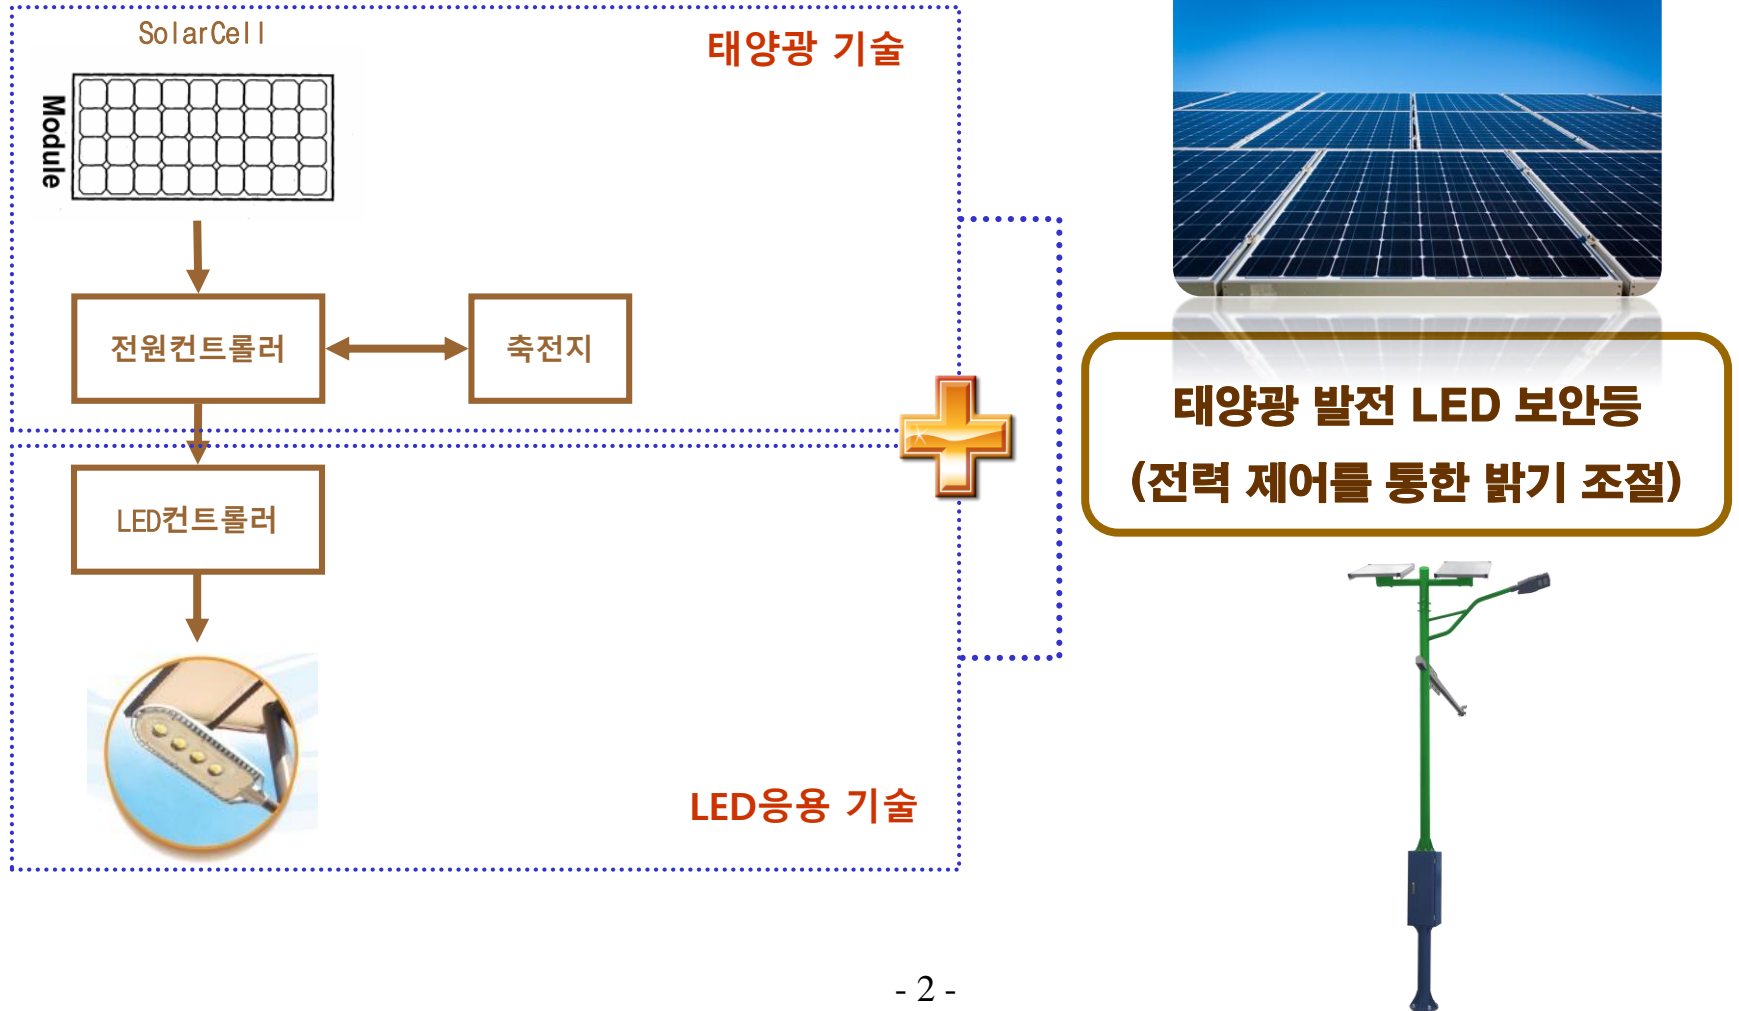 SolarCell
태양광 기술
Module
전원컨트롤러
축전지
LED컨트롤러
LED응용 기술
태양광 발전 LED 보안등
(전력 제어를 통한 밝기 조절)
- 2 -